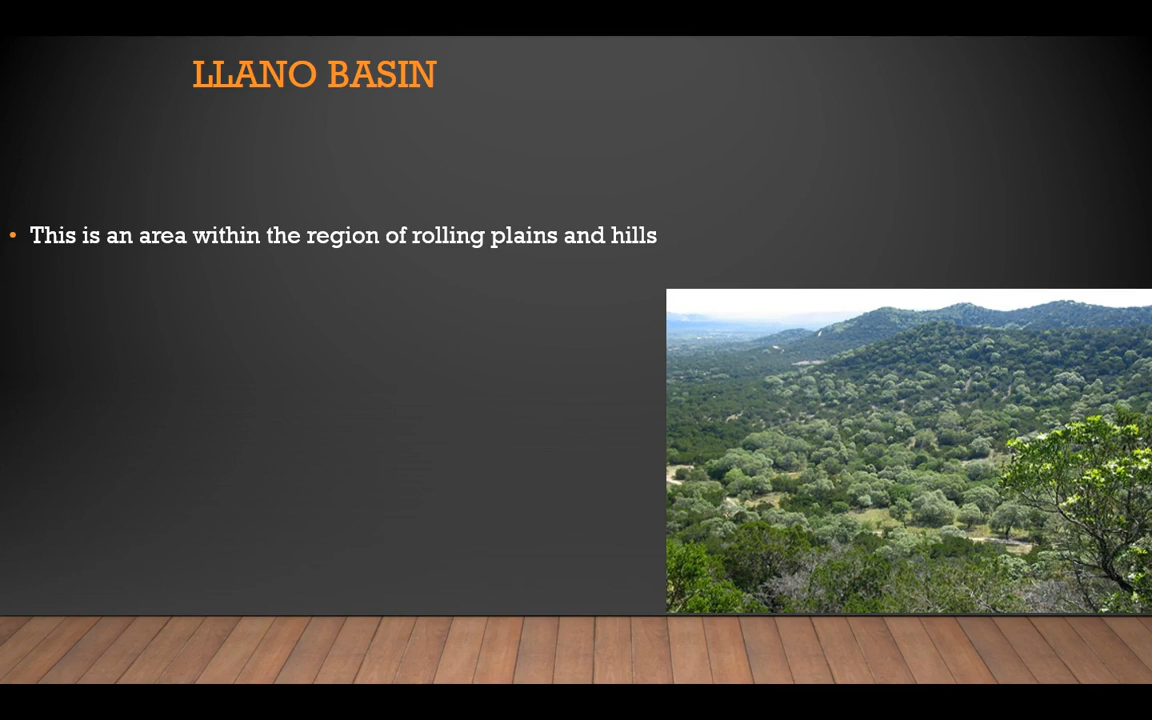 LLANO BASIN
• This is an area within the region of rolling plains and hills